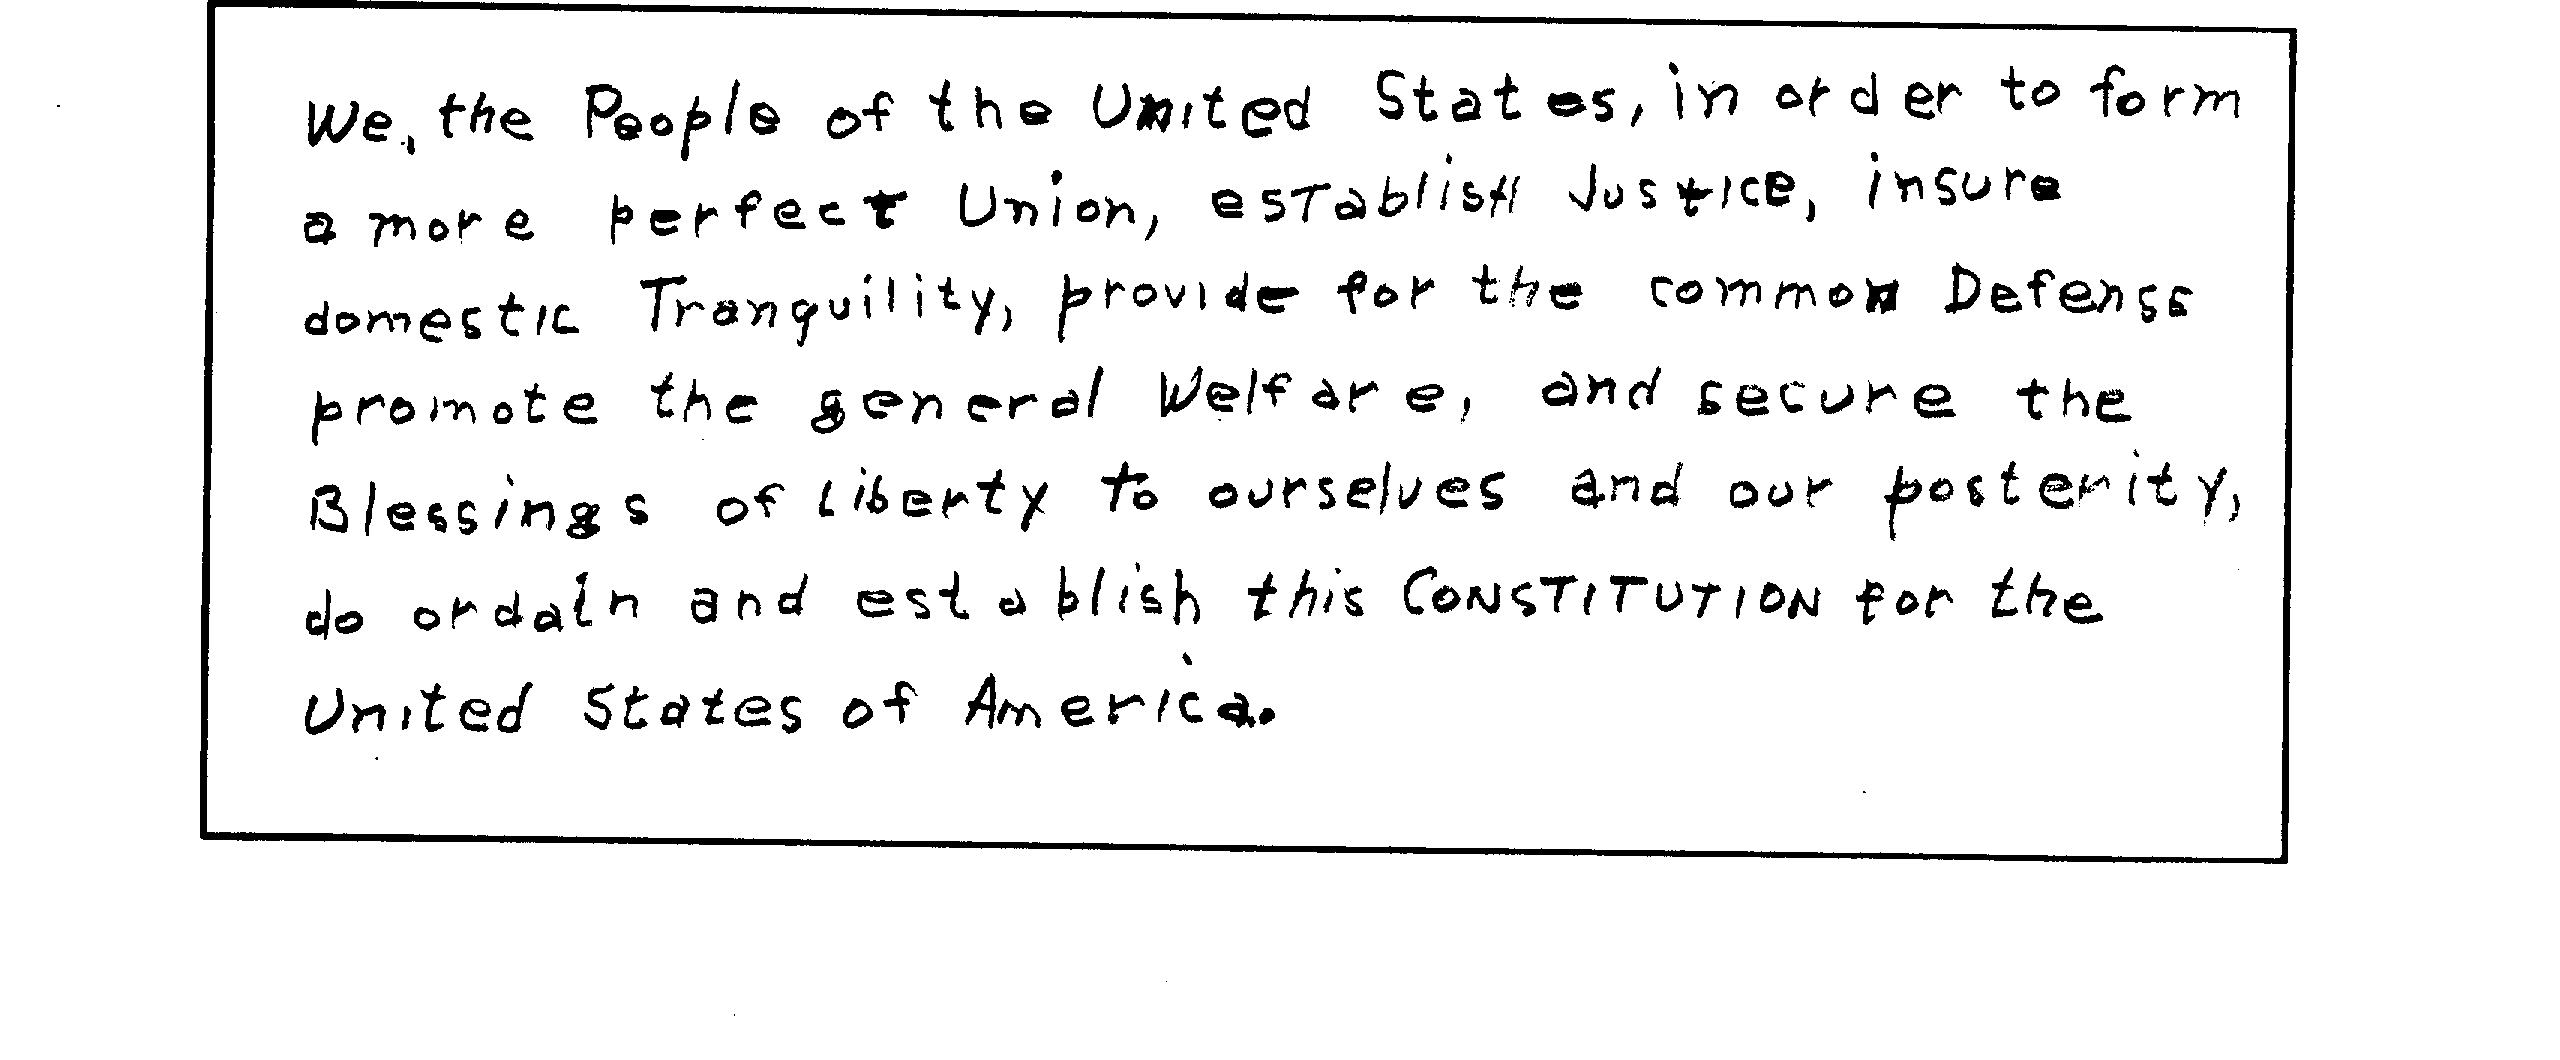 We, the People of the United States, in order to form
a more perfect Union, establish Justice, insure
domestic Tranquility, provide for the common Defense
promote the general Welfare, and secure the
Blessings of Liberty to ourselves and our posterity,
do ordain and establish this CONSTITUTION for the
United States of America.